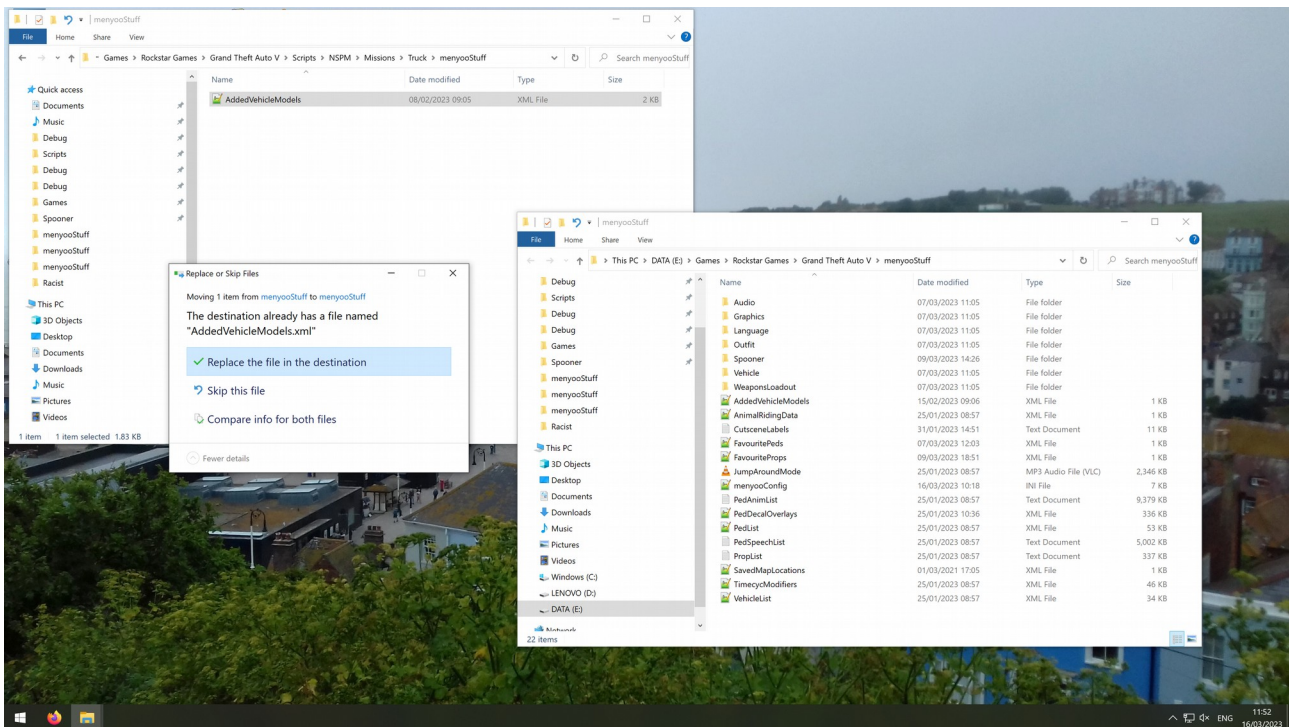 menyooStuff
File Home Share View
Games > Rockstar Games > Grand Theft Auto V > Scripts > NSPM > Missions > Truck > menyooStuff
Search menyooStuff
Name Date modified Type Size
AddedVehicleModels 08/02/2023 09:05 XML File 2 KB
Quick access
Documents
Music
Debug
Scripts
Debug
Debug
Games
Spooner
menyooStuff
menyooStuff
menyooStuff
Racist
This PC
3D Objects
Desktop
Documents
Downloads
Music
Pictures
Videos
1 item 1 item selected 1.83 KB
Replace or Skip Files
Moving 1 item from menyooStuff to menyooStuff
The destination already has a file named
"AddedVehicleModels.xml"
Replace the file in the destination
Skip this file
Compare info for both files
Fewer details
menyooStuff
File Home Share View
This PC > DATA (E:) > Games > Rockstar Games > Grand Theft Auto V > menyooStuff
Search menyooStuff
Debug
Scripts
Debug
Debug
Games
Spooner
menyooStuff
menyooStuff
menyooStuff
Racist
This PC
3D Objects
Desktop
Documents
Downloads
Music
Pictures
Videos
Windows (C:)
LENOVO (D:)
DATA (E:)
Network
Name Date modified Type Size
Audio 07/03/2023 11:05 File folder
Graphics 07/03/2023 11:05 File folder
Language 07/03/2023 11:05 File folder
Outfit 07/03/2023 11:05 File folder
Spooner 09/03/2023 14:26 File folder
Vehicle 07/03/2023 11:05 File folder
WeaponsLoadout 07/03/2023 11:05 File folder
AddedVehicleModels 15/02/2023 09:06 XML File 1 KB
AnimalRidingData 25/01/2023 08:57 XML File 1 KB
CutsceneLabels 31/01/2023 14:51 Text Document 11 KB
FavouritePeds 07/03/2023 12:03 XML File 1 KB
FavouriteProps 09/03/2023 18:51 XML File 1 KB
JumpAroundMode 25/01/2023 08:57 MP3 Audio File (VLC) 2,346 KB
menyooConfig 16/03/2023 10:18 INI File 7 KB
PedAnimList 25/01/2023 08:57 Text Document 9,379 KB
PedDecalOverlays 25/01/2023 10:36 XML File 336 KB
PedList 25/01/2023 08:57 XML File 53 KB
PedSpeechList 25/01/2023 08:57 Text Document 5,002 KB
PropList 25/01/2023 08:57 Text Document 337 KB
SavedMapLocations 01/03/2021 17:05 XML File 1 KB
TimecycModifiers 25/01/2023 08:57 XML File 46 KB
VehicleList 25/01/2023 08:57 XML File 34 KB
22 items
ENG
11:52
16/03/2023